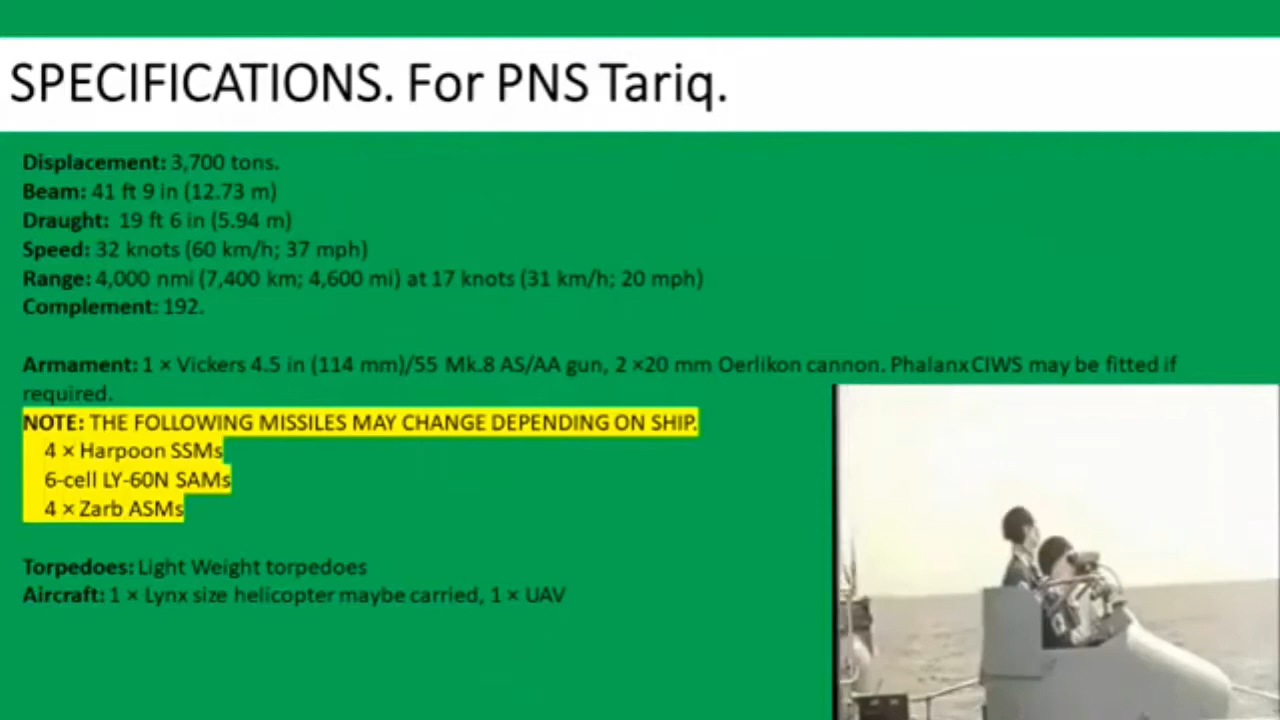 SPECIFICATIONS. For PNS Tariq.
Displacement: 3,700 tons.
Beam: 41 ft 9 in (12.73 m)
Draught:  19 ft 6 in (5.94 m)
Speed: 32 knots (60 km/h; 37 mph)
Range: 4,000 nmi (7,400 km; 4,600 mi) at 17 knots (31 km/h; 20 mph)
Complement: 192.
Armament: 1 × Vickers 4.5 in (114 mm)/55 Mk.8 AS/AA gun, 2 ×20 mm Oerlikon cannon. Phalanx CIWS may be fitted if
required.
NOTE: THE FOLLOWING MISSILES MAY CHANGE DEPENDING ON SHIP.
4 × Harpoon SSMs
6-cell LY-60N SAMs
4 × Zarb ASMs
Torpedoes: Light Weight torpedoes
Aircraft: 1 × Lynx size helicopter maybe carried, 1 × UAV